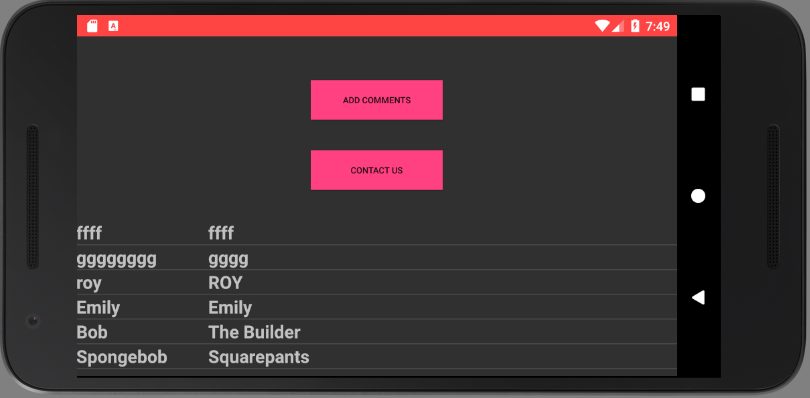 7:49
ADD COMMENTS
CONTACT US
ffff ffff
gggggggg gggg
roy ROY
Emily Emily
Bob The Builder
Spongebob Squarepants